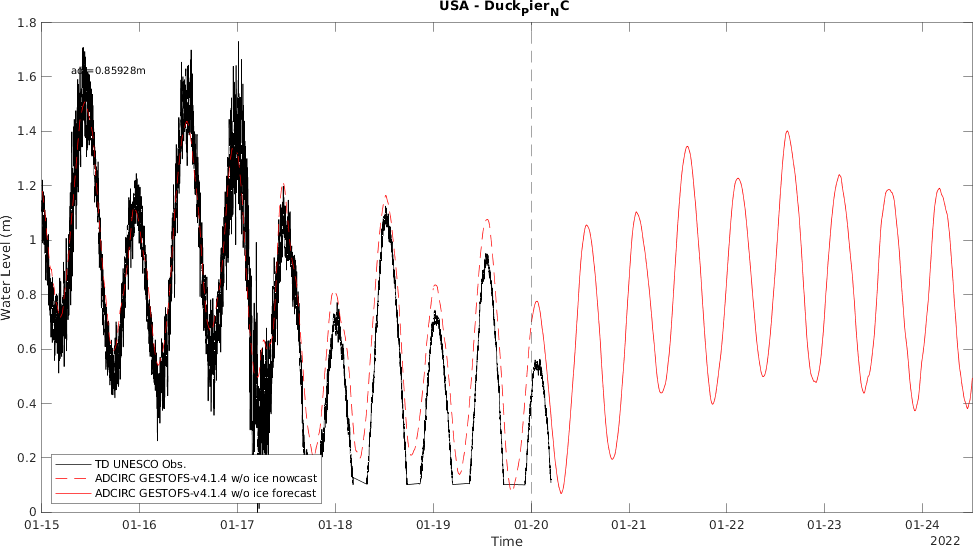 USA - Duck_Pier_NC
1.8
1.6
1.4
1.2
1
0.8
0.6
0.4
0.2
0
Water Level (m)
=0.85928m
TD UNESCO Obs.
ADCIRC GESTOFS-v4.1.4 w/o ice nowcast
ADCIRC GESTOFS-v4.1.4 w/o ice forecast
01-15 01-16 01-17 01-18 01-19 01-20 01-21 01-22 01-23 01-24
Time
2022